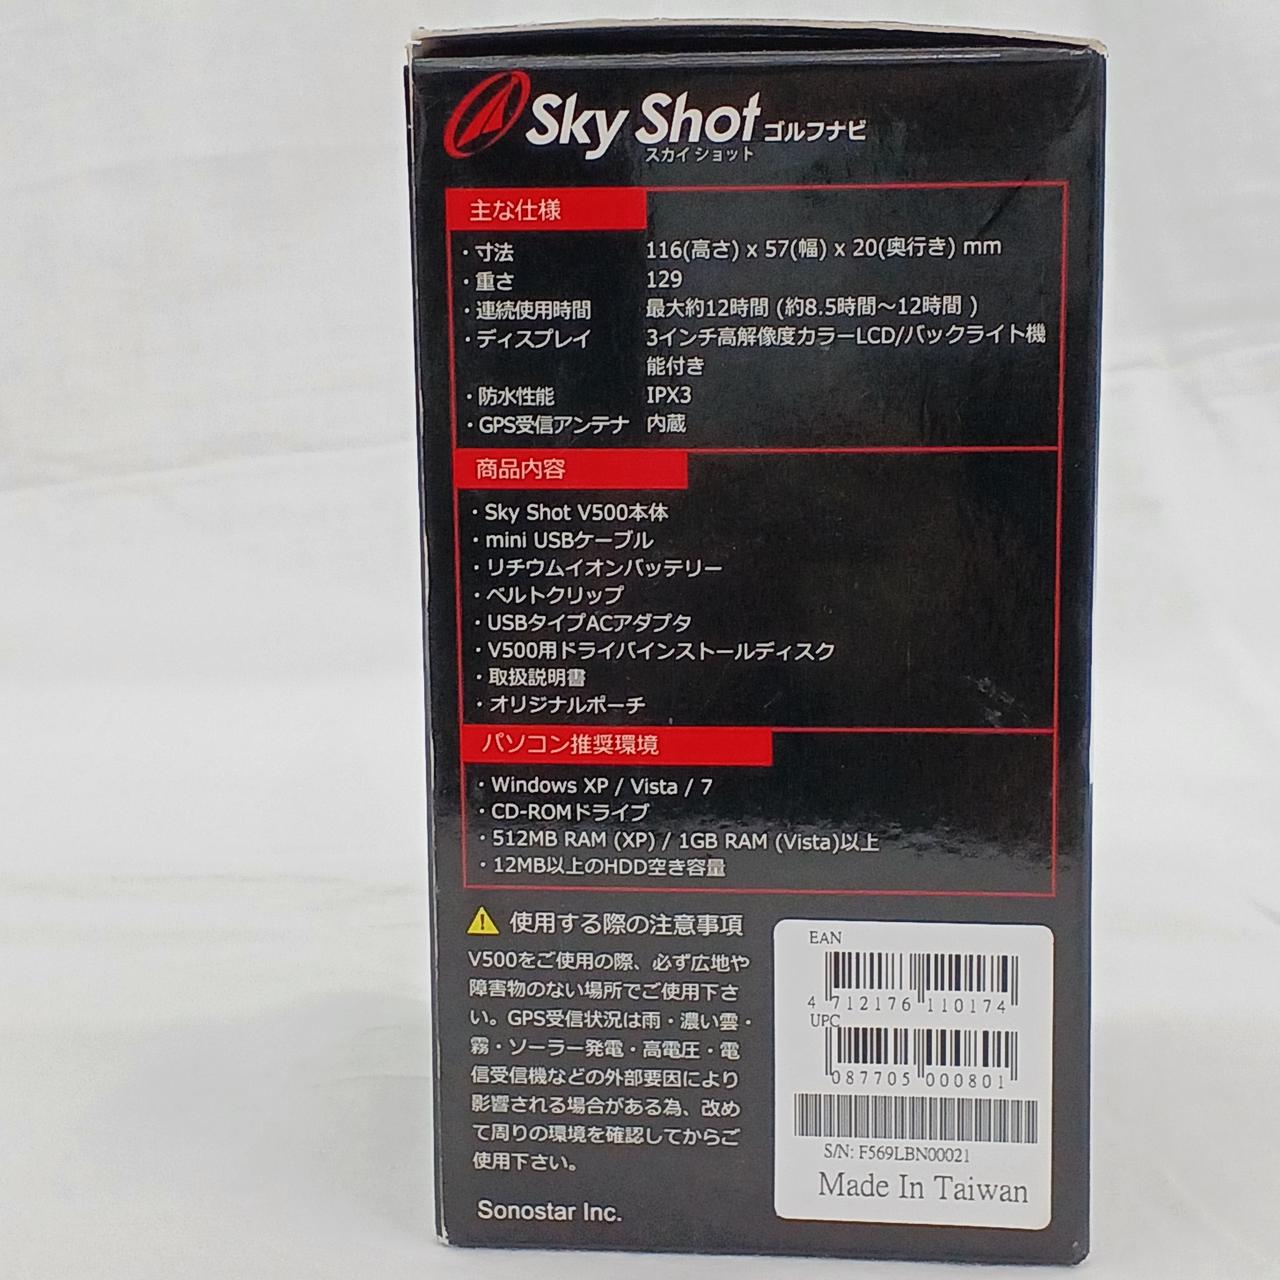 Sky Shot ゴルフナビ
スカイショット
主な仕様
・寸法 116(高さ) x 57(幅) x 20(奥行き) mm
・重さ 129
・連続使用時間 最大約12時間 (約8.5時間～12時間 )
・ディスプレイ 3インチ高解像度カラーLCD/バックライト機
能付き
・防水性能 IPX3
・GPS受信アンテナ 内蔵
商品内容
・Sky Shot V500本体
・mini USBケーブル
・リチウムイオンバッテリー
・ベルトクリップ
・USBタイプACアダプタ
・V500用ドライバインストールディスク
・取扱説明書
・オリジナルポーチ
パソコン推奨環境
・Windows XP / Vista / 7
・CD-ROMドライブ
・512MB RAM (XP) / 1GB RAM (Vista)以上
・12MB以上のHDD空き容量
使用する際の注意事項
V500をご使用の際、必ず広地や
障害物のない場所でご使用下さ
い。GPS受信状況は雨・濃い雲・
霧・ソーラー発電・高電圧・電
信受信機などの外部要因により
影響される場合がある為、改め
て周りの環境を確認してからご
使用下さい。
Sonostar Inc.
EAN
4 712176 110174
UPC
087705 000801
S/N: F569LBN00021
Made In Taiwan